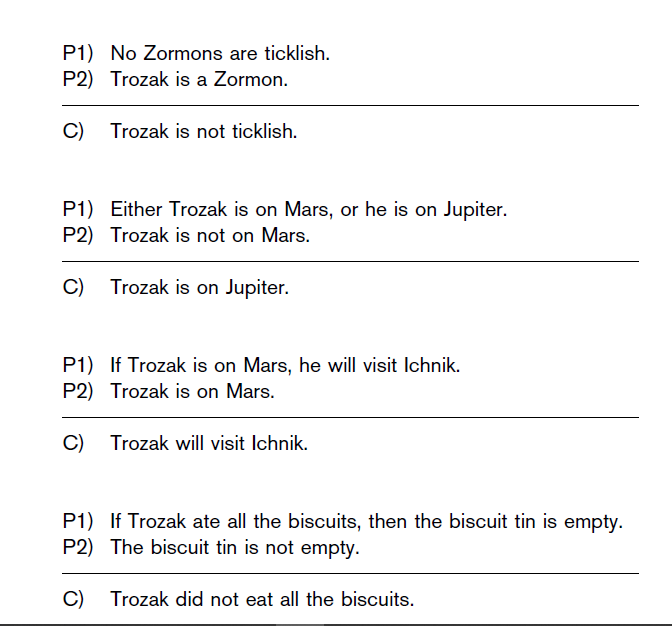 P1) No Zormons are ticklish.
P2) Trozak is a Zormon.
C) Trozak is not ticklish.
P1) Either Trozak is on Mars, or he is on Jupiter.
P2) Trozak is not on Mars.
C) Trozak is on Jupiter.
P1) If Trozak is on Mars, he will visit Ichnik.
P2) Trozak is on Mars.
C) Trozak will visit Ichnik.
P1) If Trozak ate all the biscuits, then the biscuit tin is empty.
P2) The biscuit tin is not empty.
C) Trozak did not eat all the biscuits.